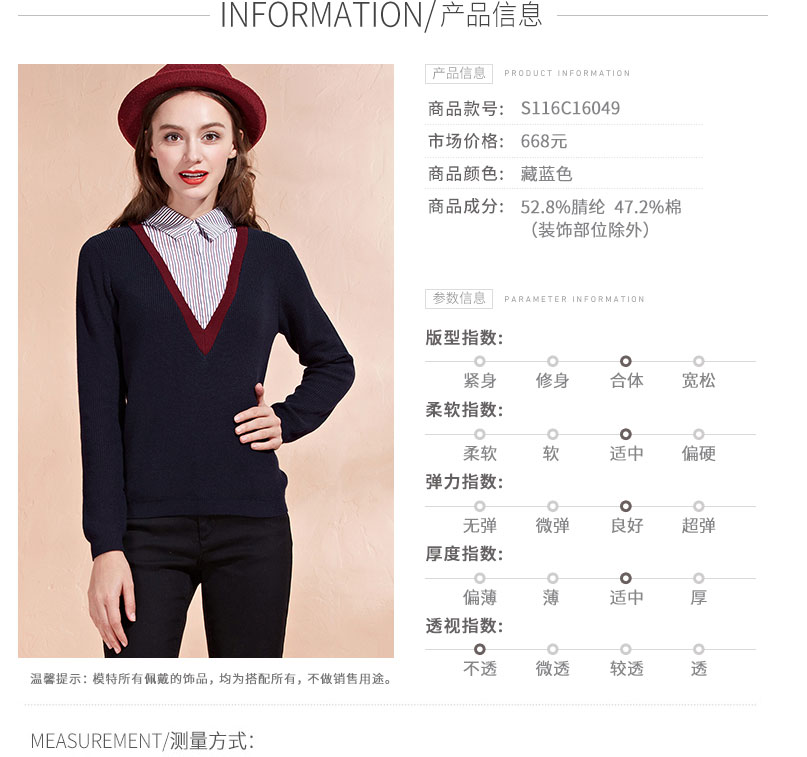 INFORMATION/产品信息
产品信息 PRODUCT INFORMATION
商品款号: S116C16049
市场价格: 668元
商品颜色: 藏蓝色
商品成分: 52.8%腈纶 47.2%棉
（装饰部位除外）
参数信息 PARAMETER INFORMATION
版型指数:
紧身 修身 合体 宽松
柔软指数:
柔软 软 适中 偏硬
弹力指数:
无弹 微弹 良好 超弹
厚度指数:
偏薄 薄 适中 厚
透视指数:
不透 微透 较透 透
温馨提示：模特所有佩戴的饰品，均为搭配所有，不做销售用途。
MEASUREMENT/测量方式: